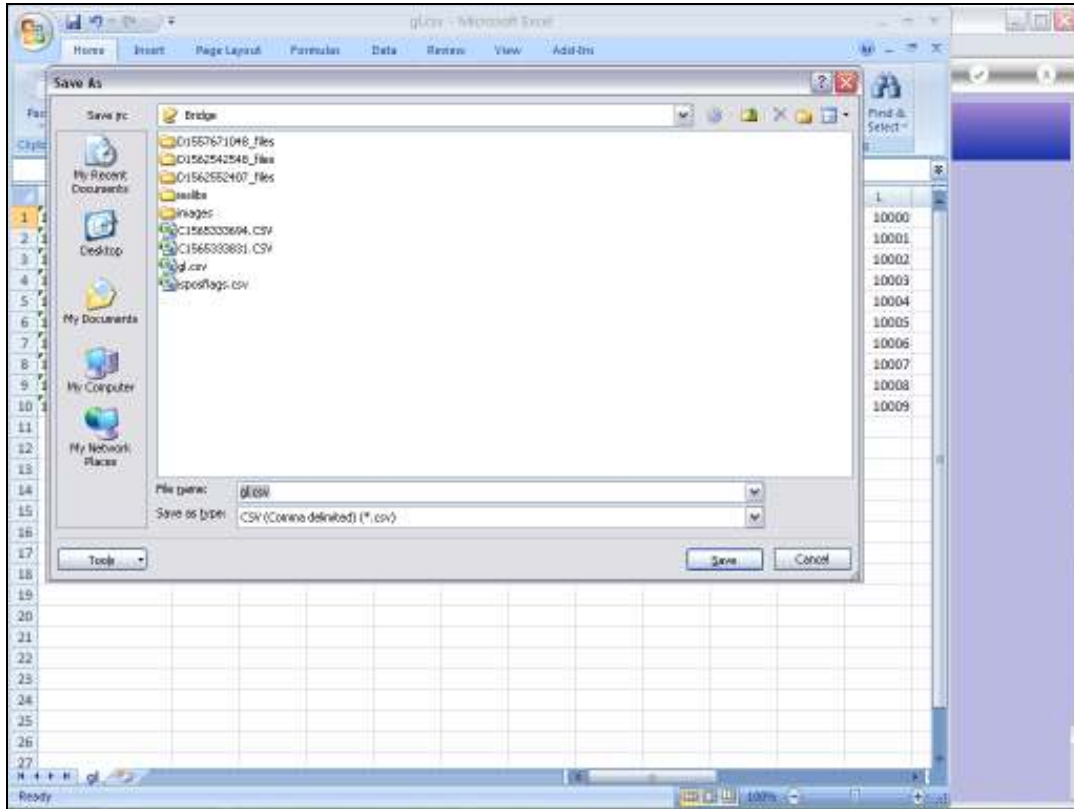 gl.csv - Microsoft Excel
Home Insert Page Layout Formulas Data Review View Add-Ins
Save As
Save in: Bridge
Find &
Select
My Recent
Documents
Desktop
My Documents
My Computer
My Network
Places
D1557671048_files
D1562542548_files
D1562552407_files
images
C1565333694.CSV
C1565333831.CSV
gl.csv
isposflags.csv
File name: gl.csv
Save as type: CSV (Comma delimited) (*.csv)
Tools Save Cancel
L
1 10000
2 10001
3 10002
4 10003
5 10004
6 10005
7 10006
8 10007
9 10008
10 10009
11
12
13
14
15
16
17
18
19
20
21
22
23
24
25
26
27
gl
Ready 100%